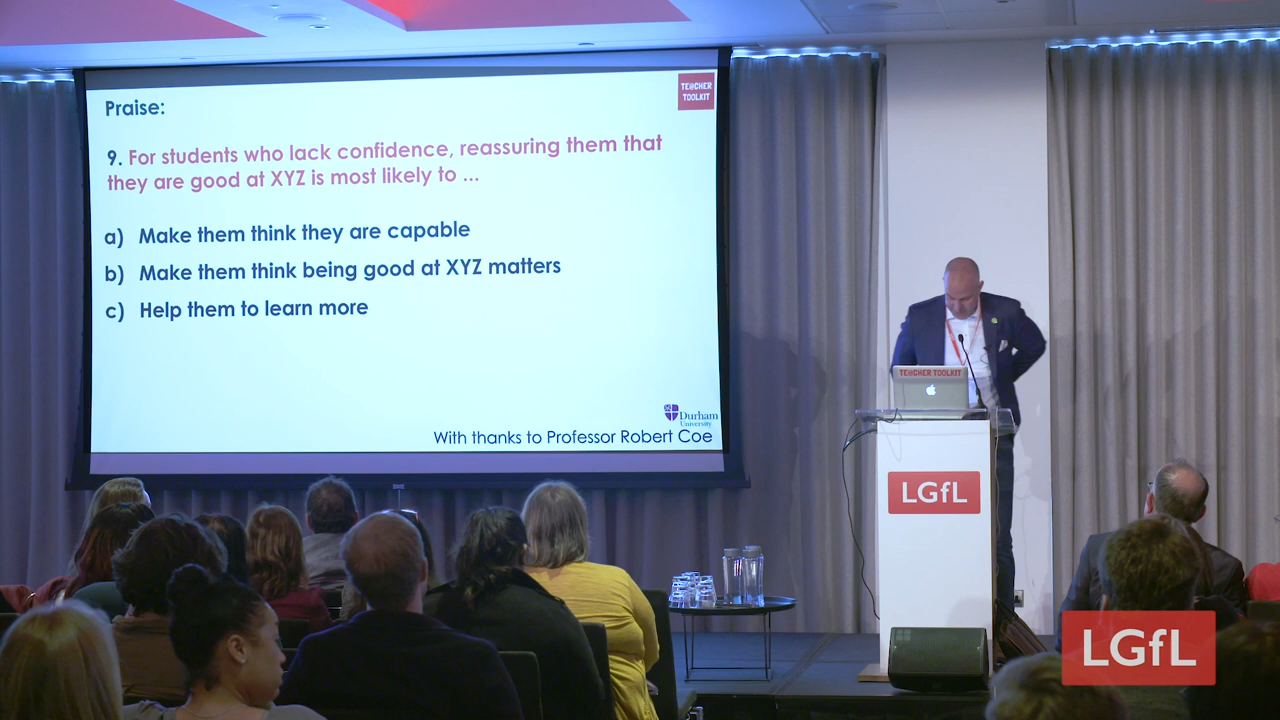 TE@CHER
TOOLKIT
Praise:
9. For students who lack confidence, reassuring them that
they are good at XYZ is most likely to ...
a) Make them think they are capable
b) Make them think being good at XYZ matters
c) Help them to learn more
Durham
University
With thanks to Professor Robert Coe
TE@CHER TOOLKIT
LGfL
LGfL